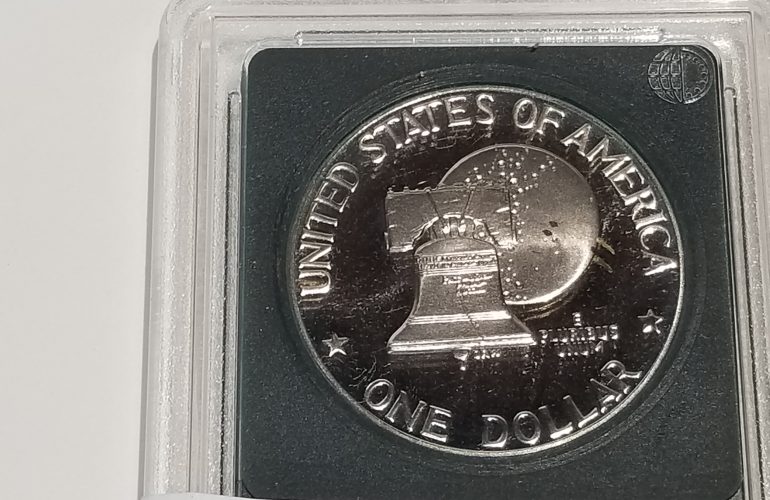 UNITED STATES OF AMERICA
E
PLURIBUS
UNUM
ONE DOLLAR